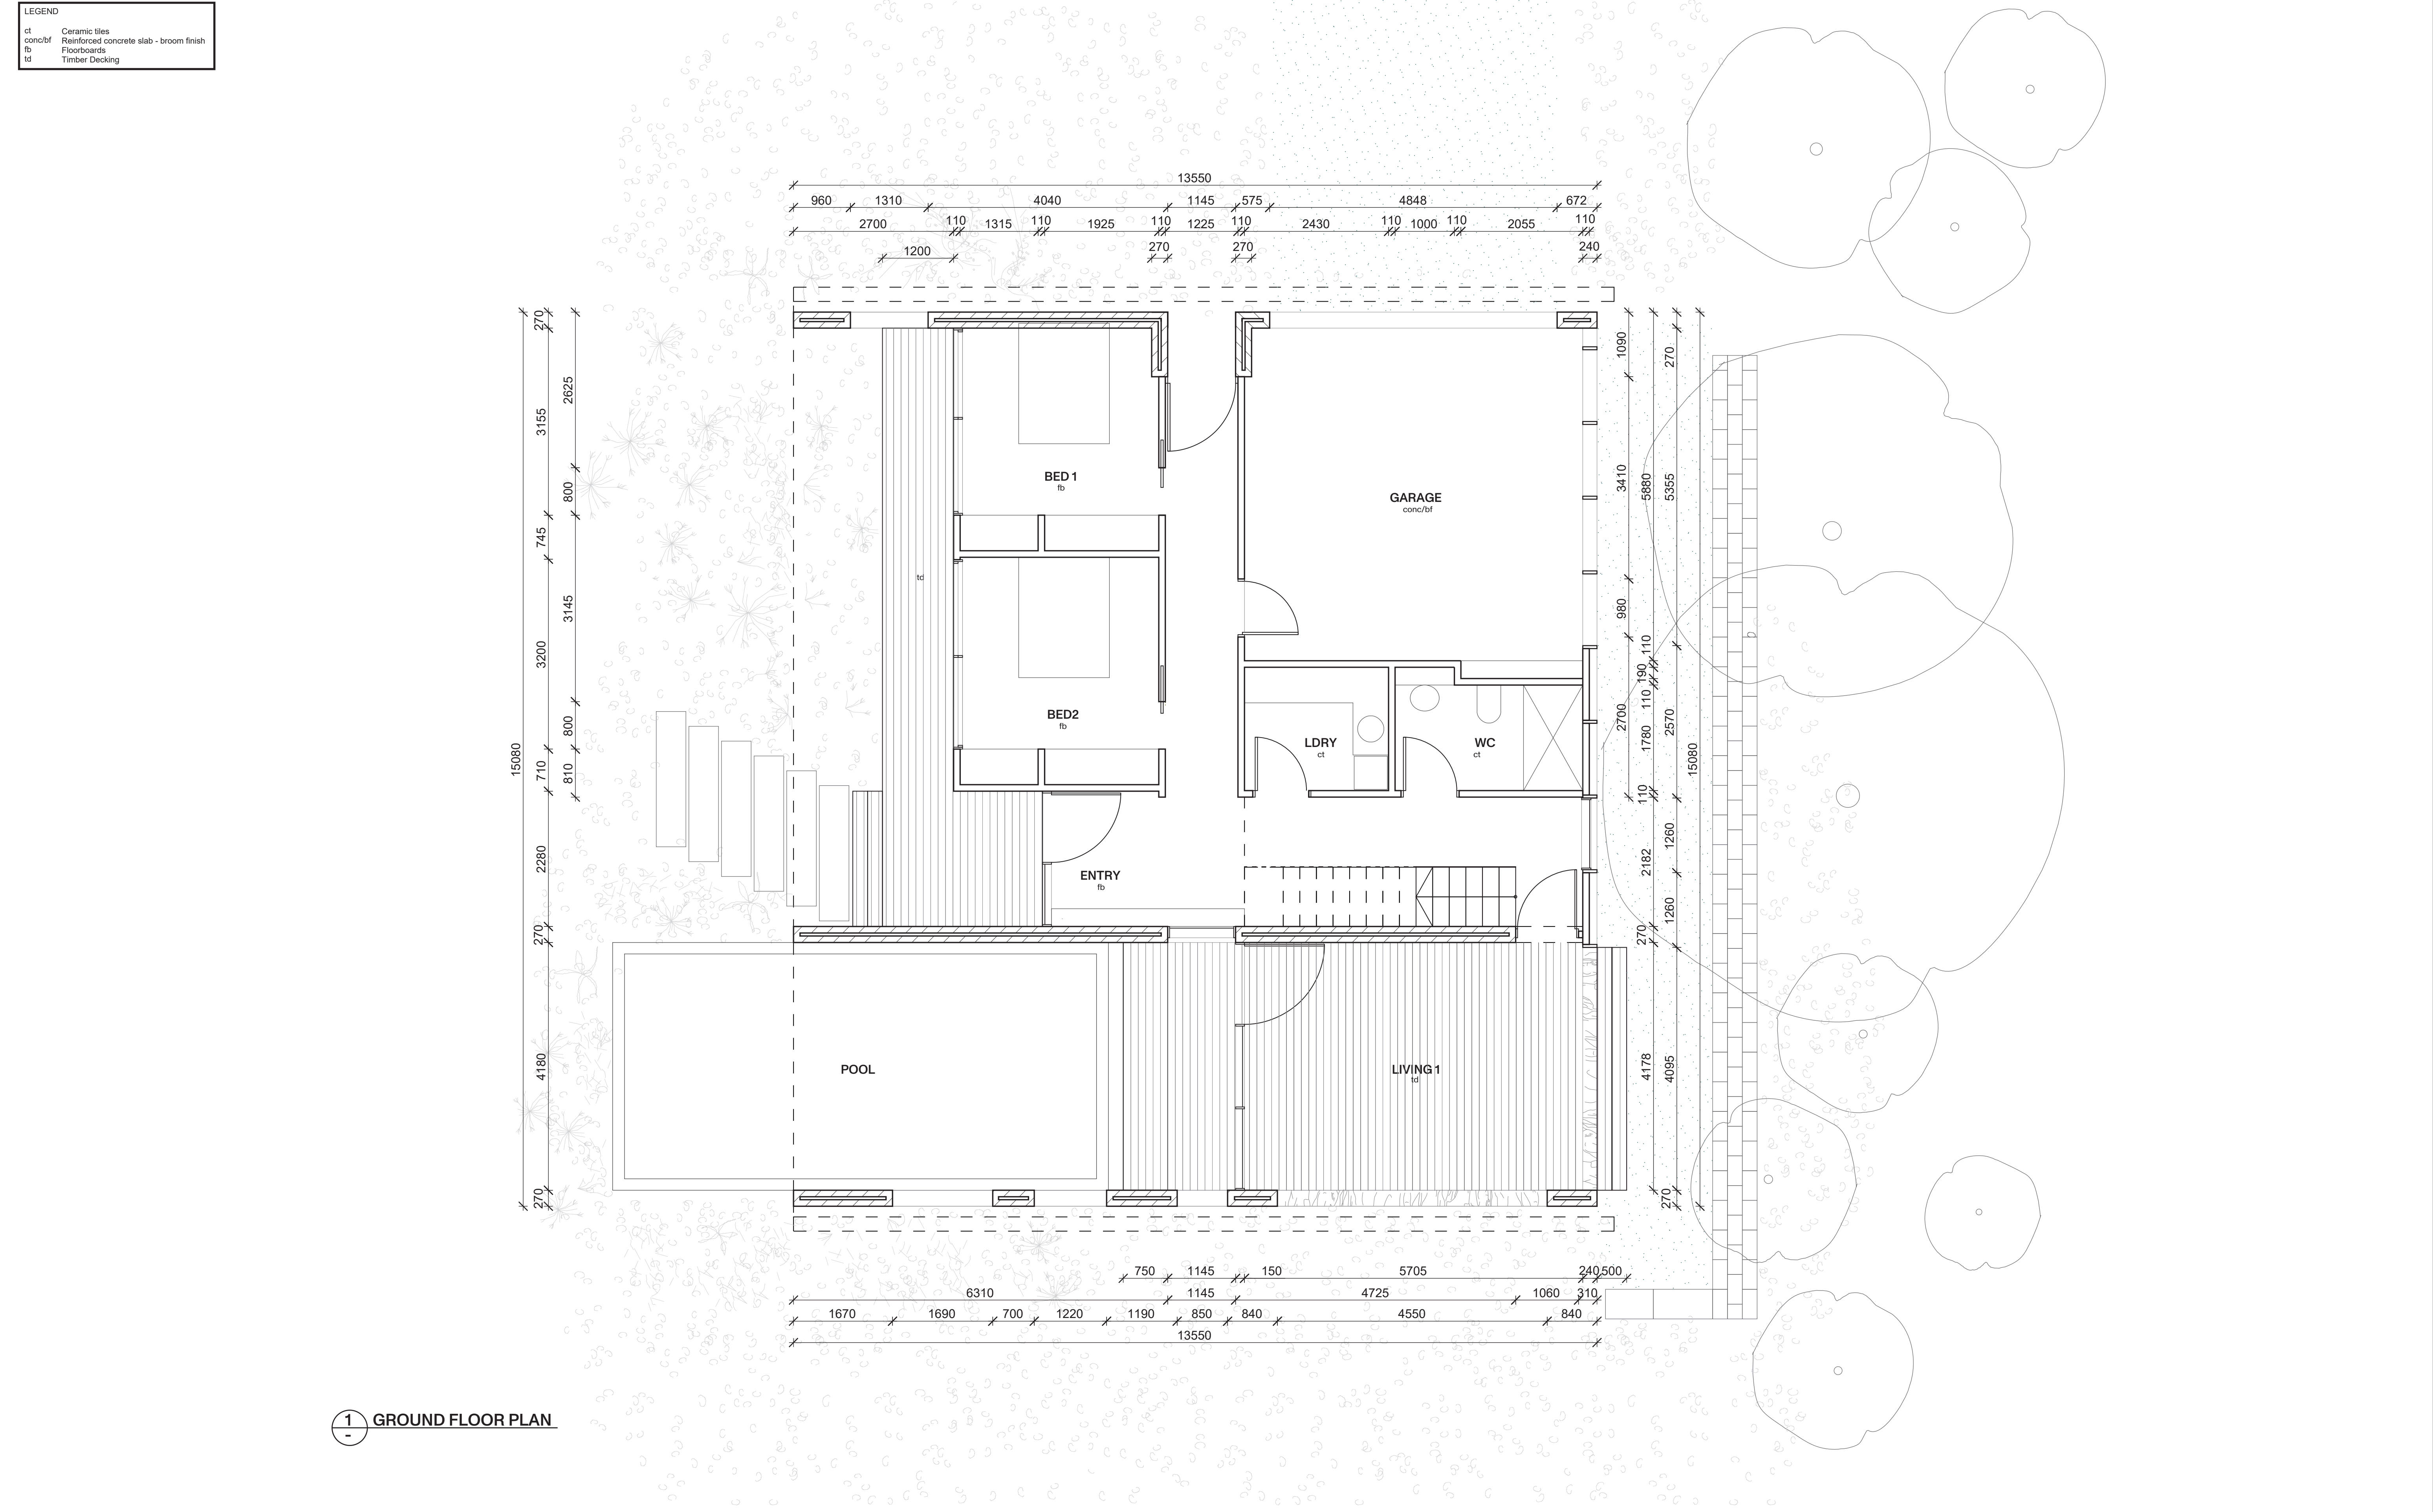 LEGEND
ct Ceramic tiles
conc/bf Reinforced concrete slab - broom finish
fb Floorboards
td Timber Decking
13550
960 1310 4040 1145 575 4848 672
2700 110 1315 110 1925 110 1225 110 2430 110 1000 110 2055 110
1200 270 270 240
270
2625
3155
800
745
3145
3200
800
15080
710
810
2280
270
4180
270
BED 1
fb
GARAGE
conc/bf
td
BED2
fb
LDRY
ct
WC
ct
ENTRY
fb
POOL
LIVING 1
td
1090
270
3410
5880
5355
980
110
190
110
2700
2570
1780
15080
110
1260
2182
1260
270
4178
4095
270
750 1145 150 5705 240 500
6310 1145 4725 1060 310
1670 1690 700 1220 1190 850 840 4550 840
13550
1
-
GROUND FLOOR PLAN